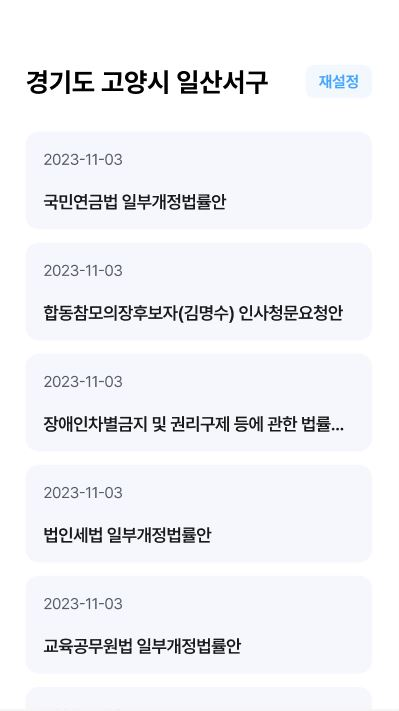 경기도 고양시 일산서구
재설정
2023-11-03
국민연금법 일부개정법률안
2023-11-03
합동참모의장후보자(김명수) 인사청문요청안
2023-11-03
장애인차별금지 및 권리구제 등에 관한 법률...
2023-11-03
법인세법 일부개정법률안
2023-11-03
교육공무원법 일부개정법률안